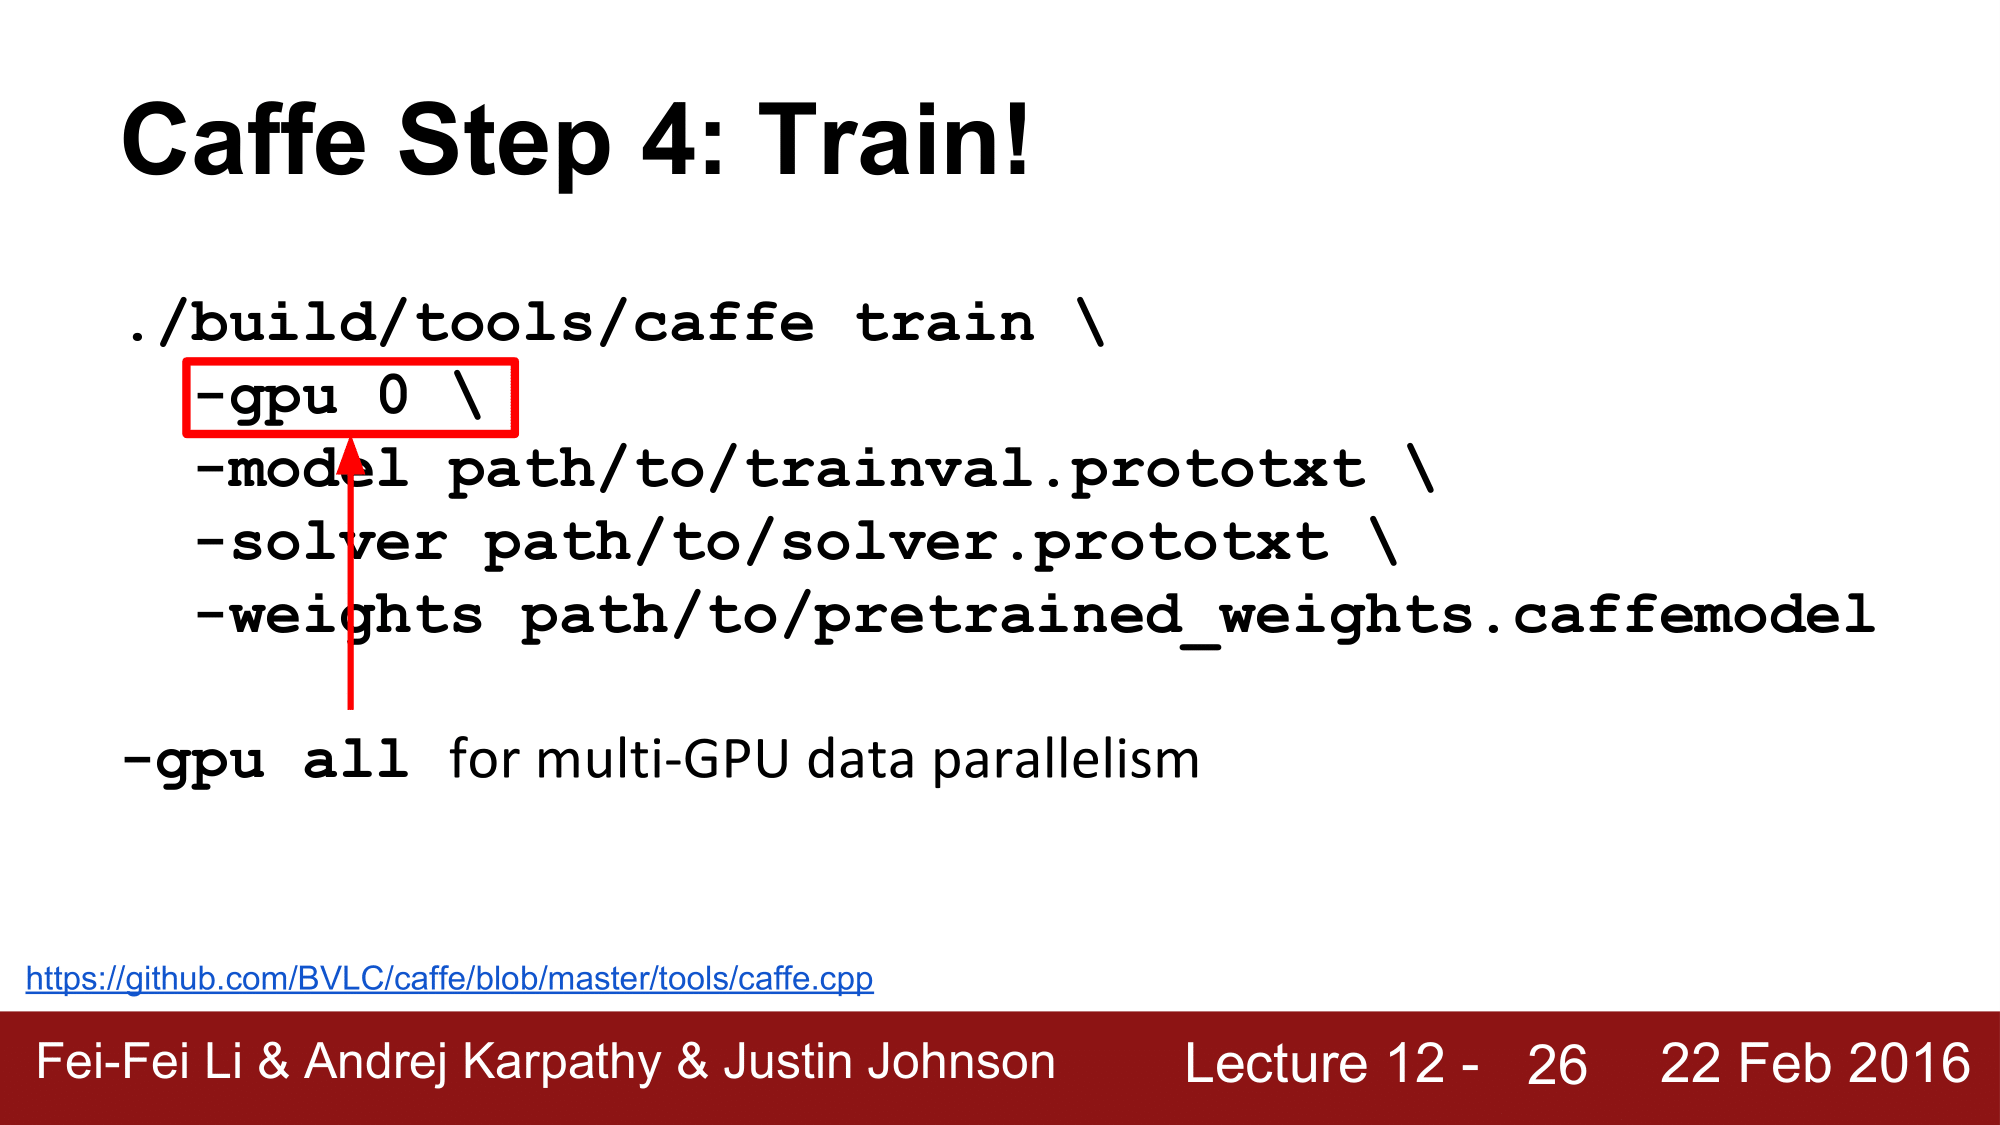 Caffe Step 4: Train!
./build/tools/caffe train \
-gpu 0 \
-model path/to/trainval.prototxt \
-solver path/to/solver.prototxt \
-weights path/to/pretrained_weights.caffemodel
-gpu all for multi-GPU data parallelism
https://github.com/BVLC/caffe/blob/master/tools/caffe.cpp
Fei-Fei Li & Andrej Karpathy & Justin Johnson Lecture 12 - 26 22 Feb 2016